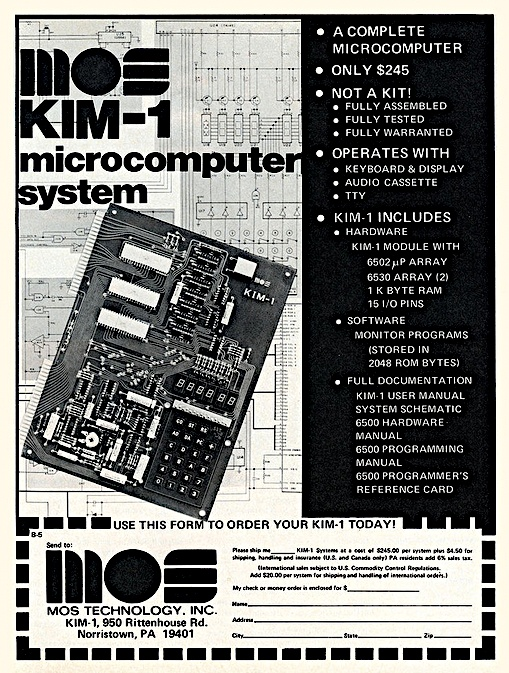 MOS
KIM-1
microcomputer
system
• A COMPLETE
MICROCOMPUTER
• ONLY $245
• NOT A KIT!
• FULLY ASSEMBLED
• FULLY TESTED
• FULLY WARRANTED
• OPERATES WITH
• KEYBOARD & DISPLAY
• AUDIO CASSETTE
• TTY
• KIM-1 INCLUDES
• HARDWARE
KIM-1 MODULE WITH
6502 µP ARRAY
6530 ARRAY (2)
1 K BYTE RAM
15 I/O PINS
• SOFTWARE
MONITOR PROGRAMS
(STORED IN
2048 ROM BYTES)
• FULL DOCUMENTATION
KIM-1 USER MANUAL
SYSTEM SCHEMATIC
6500 HARDWARE
MANUAL
6500 PROGRAMMING
MANUAL
6500 PROGRAMMER'S
REFERENCE CARD
MOS
KIM-1
USE THIS FORM TO ORDER YOUR KIM-1 TODAY!
8-5
Send to:
MOS
MOS TECHNOLOGY, INC.
KIM-1, 950 Rittenhouse Rd.
Norristown, PA 19401
Please ship me KIM-1 Systems at a cost of $245.00 per system plus $4.50 for
shipping, handling and insurance (U.S. and Canada only) PA residents add 6% sales tax.
(International sales subject to U.S. Commodity Control Regulations.
Add $20.00 per system for shipping and handling of international orders.)
My check or money order is enclosed for $
Name
Address
City State Zip